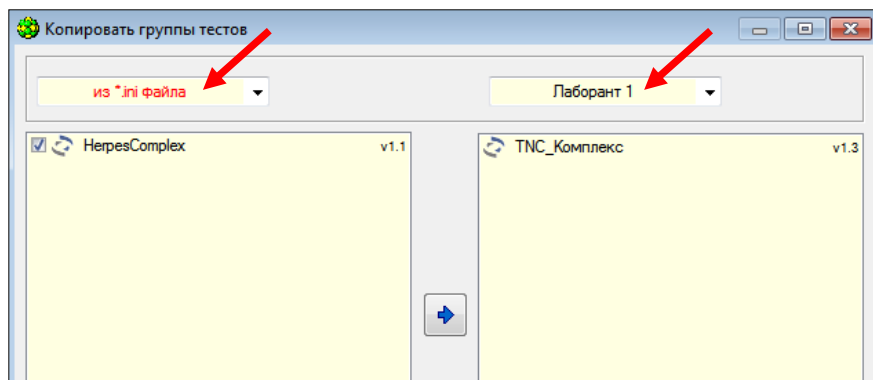 Копировать группы тестов
из *.ini файла
Лаборант 1
HerpesComplex v1.1
TNC_Комплекс v1.3